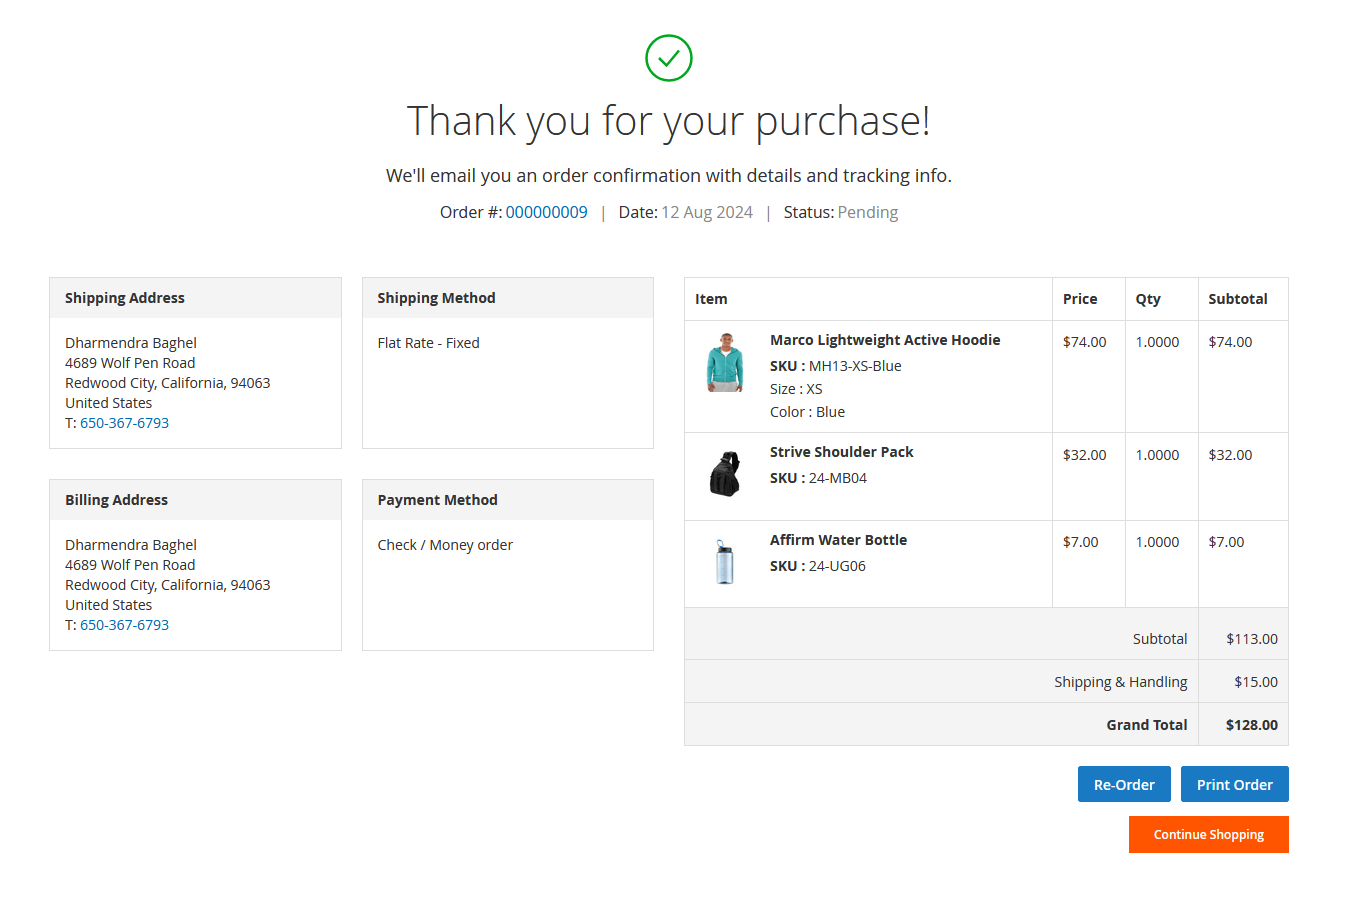 Thank you for your purchase!
We'll email you an order confirmation with details and tracking info.
Order #: 000000009 | Date: 12 Aug 2024 | Status: Pending
Shipping Address
Dharmendra Baghel
4689 Wolf Pen Road
Redwood City, California, 94063
United States
T: 650-367-6793
Shipping Method
Flat Rate - Fixed
Billing Address
Dharmendra Baghel
4689 Wolf Pen Road
Redwood City, California, 94063
United States
T: 650-367-6793
Payment Method
Check / Money order
Item Price Qty Subtotal
Marco Lightweight Active Hoodie $74.00 1.0000 $74.00
SKU : MH13-XS-Blue
Size : XS
Color : Blue
Strive Shoulder Pack $32.00 1.0000 $32.00
SKU : 24-MB04
Affirm Water Bottle $7.00 1.0000 $7.00
SKU : 24-UG06
Subtotal $113.00
Shipping & Handling $15.00
Grand Total $128.00
Re-Order Print Order
Continue Shopping